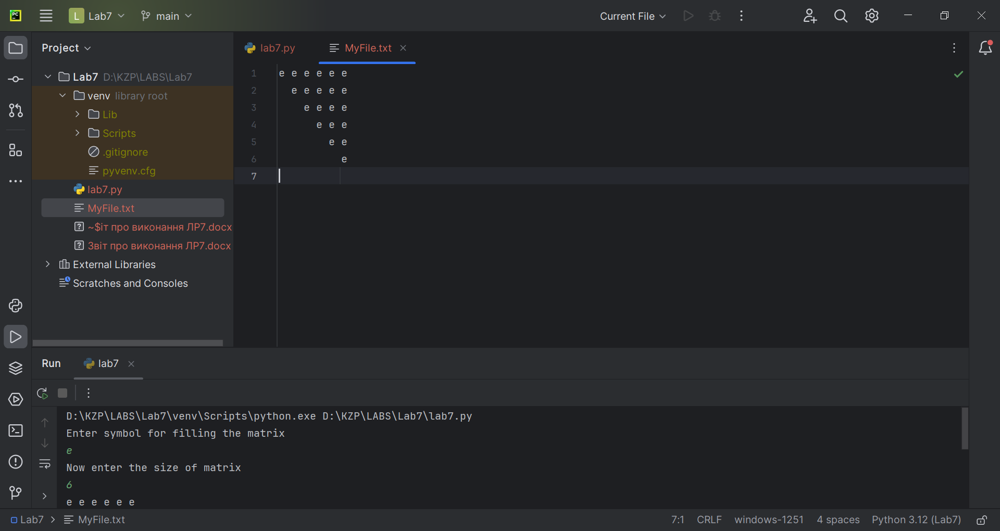 PC
L Lab7 main Current File
Project
lab7.py MyFile.txt
Lab7 D:\KZP\LABS\Lab7
venv library root
Lib
Scripts
.gitignore
pyvenv.cfg
lab7.py
MyFile.txt
~$іт про виконання ЛР7.docx
Звіт про виконання ЛР7.docx
External Libraries
Scratches and Consoles
1 e e e e e e
2 e e e e e
3 e e e e
4 e e e
5 e e
6 e
7
Run lab7
D:\KZP\LABS\Lab7\venv\Scripts\python.exe D:\KZP\LABS\Lab7\lab7.py
Enter symbol for filling the matrix
e
Now enter the size of matrix
6
e e e e e e
Lab7 > MyFile.txt 7:1 CRLF windows-1251 4 spaces Python 3.12 (Lab7)